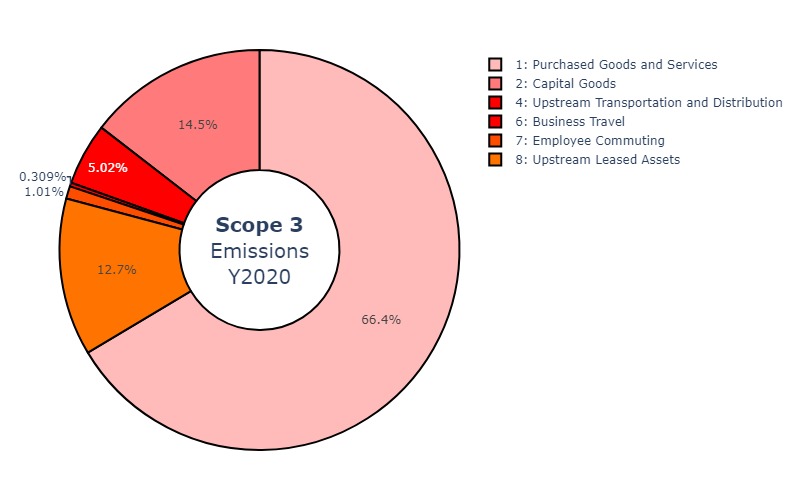 1: Purchased Goods and Services
2: Capital Goods
4: Upstream Transportation and Distribution
6: Business Travel
7: Employee Commuting
8: Upstream Leased Assets
14.5%
5.02%
0.309%
1.01%
12.7%
66.4%
Scope 3
Emissions
Y2020